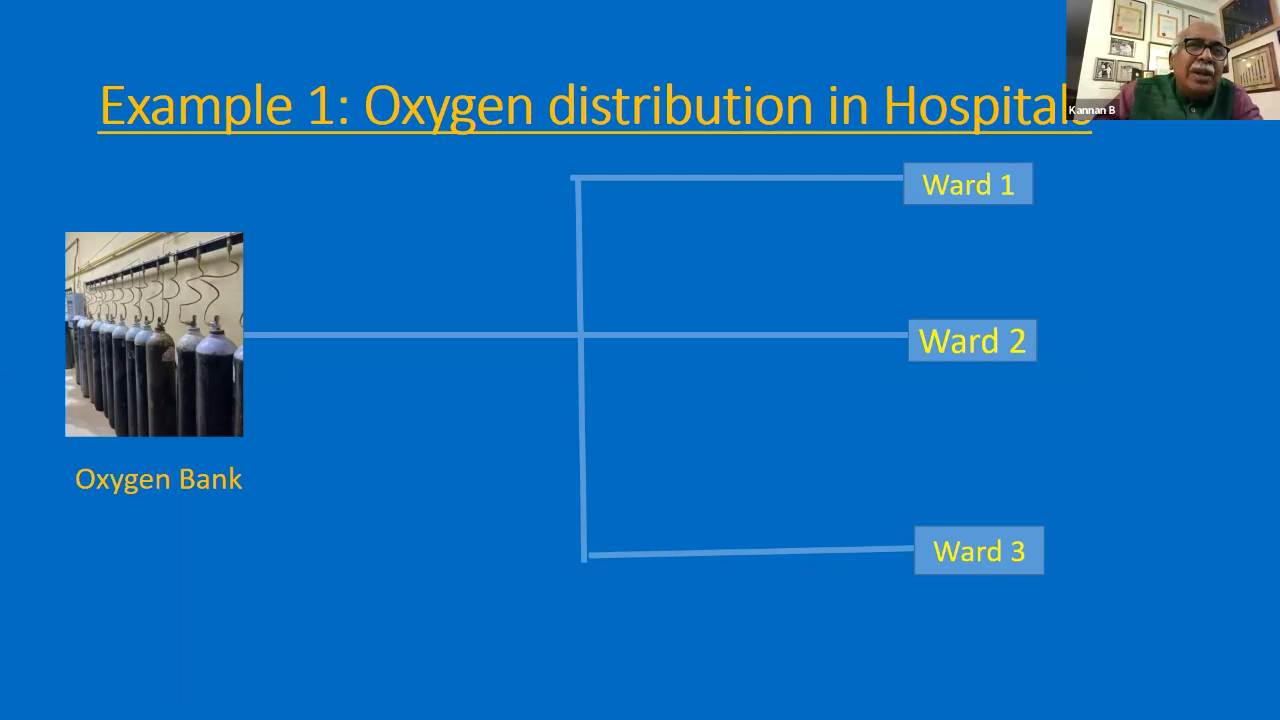 Example 1: Oxygen distribution in Hospitals
Kannan B
Ward 1
Ward 2
Oxygen Bank
Ward 3